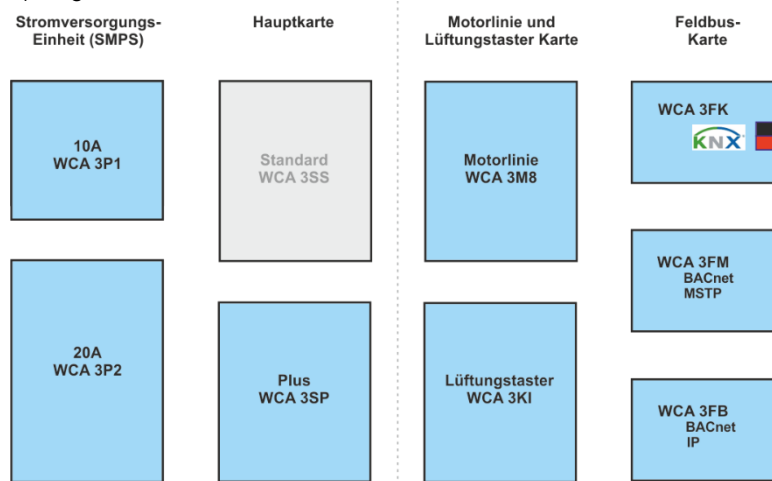 Stromversorgungs-
Einheit (SMPS)
Hauptkarte
Motorlinie und
Lüftungstaster Karte
Feldbus-
Karte
10A
WCA 3P1
20A
WCA 3P2
Standard
WCA 3SS
Plus
WCA 3SP
Motorlinie
WCA 3M8
Lüftungstaster
WCA 3KI
WCA 3FK
KNX
WCA 3FM
BACnet
MSTP
WCA 3FB
BACnet
IP